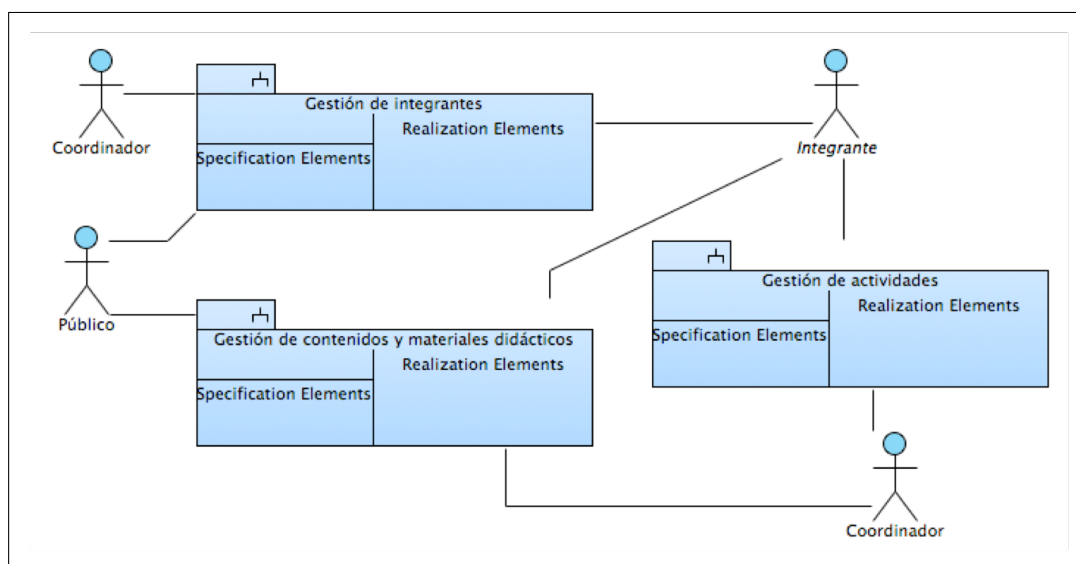 Coordinador
Gestión de integrantes
Realization Elements
Specification Elements
Integrante
Público
Gestión de contenidos y materiales didácticos
Realization Elements
Specification Elements
Gestión de actividades
Realization Elements
Specification Elements
Coordinador